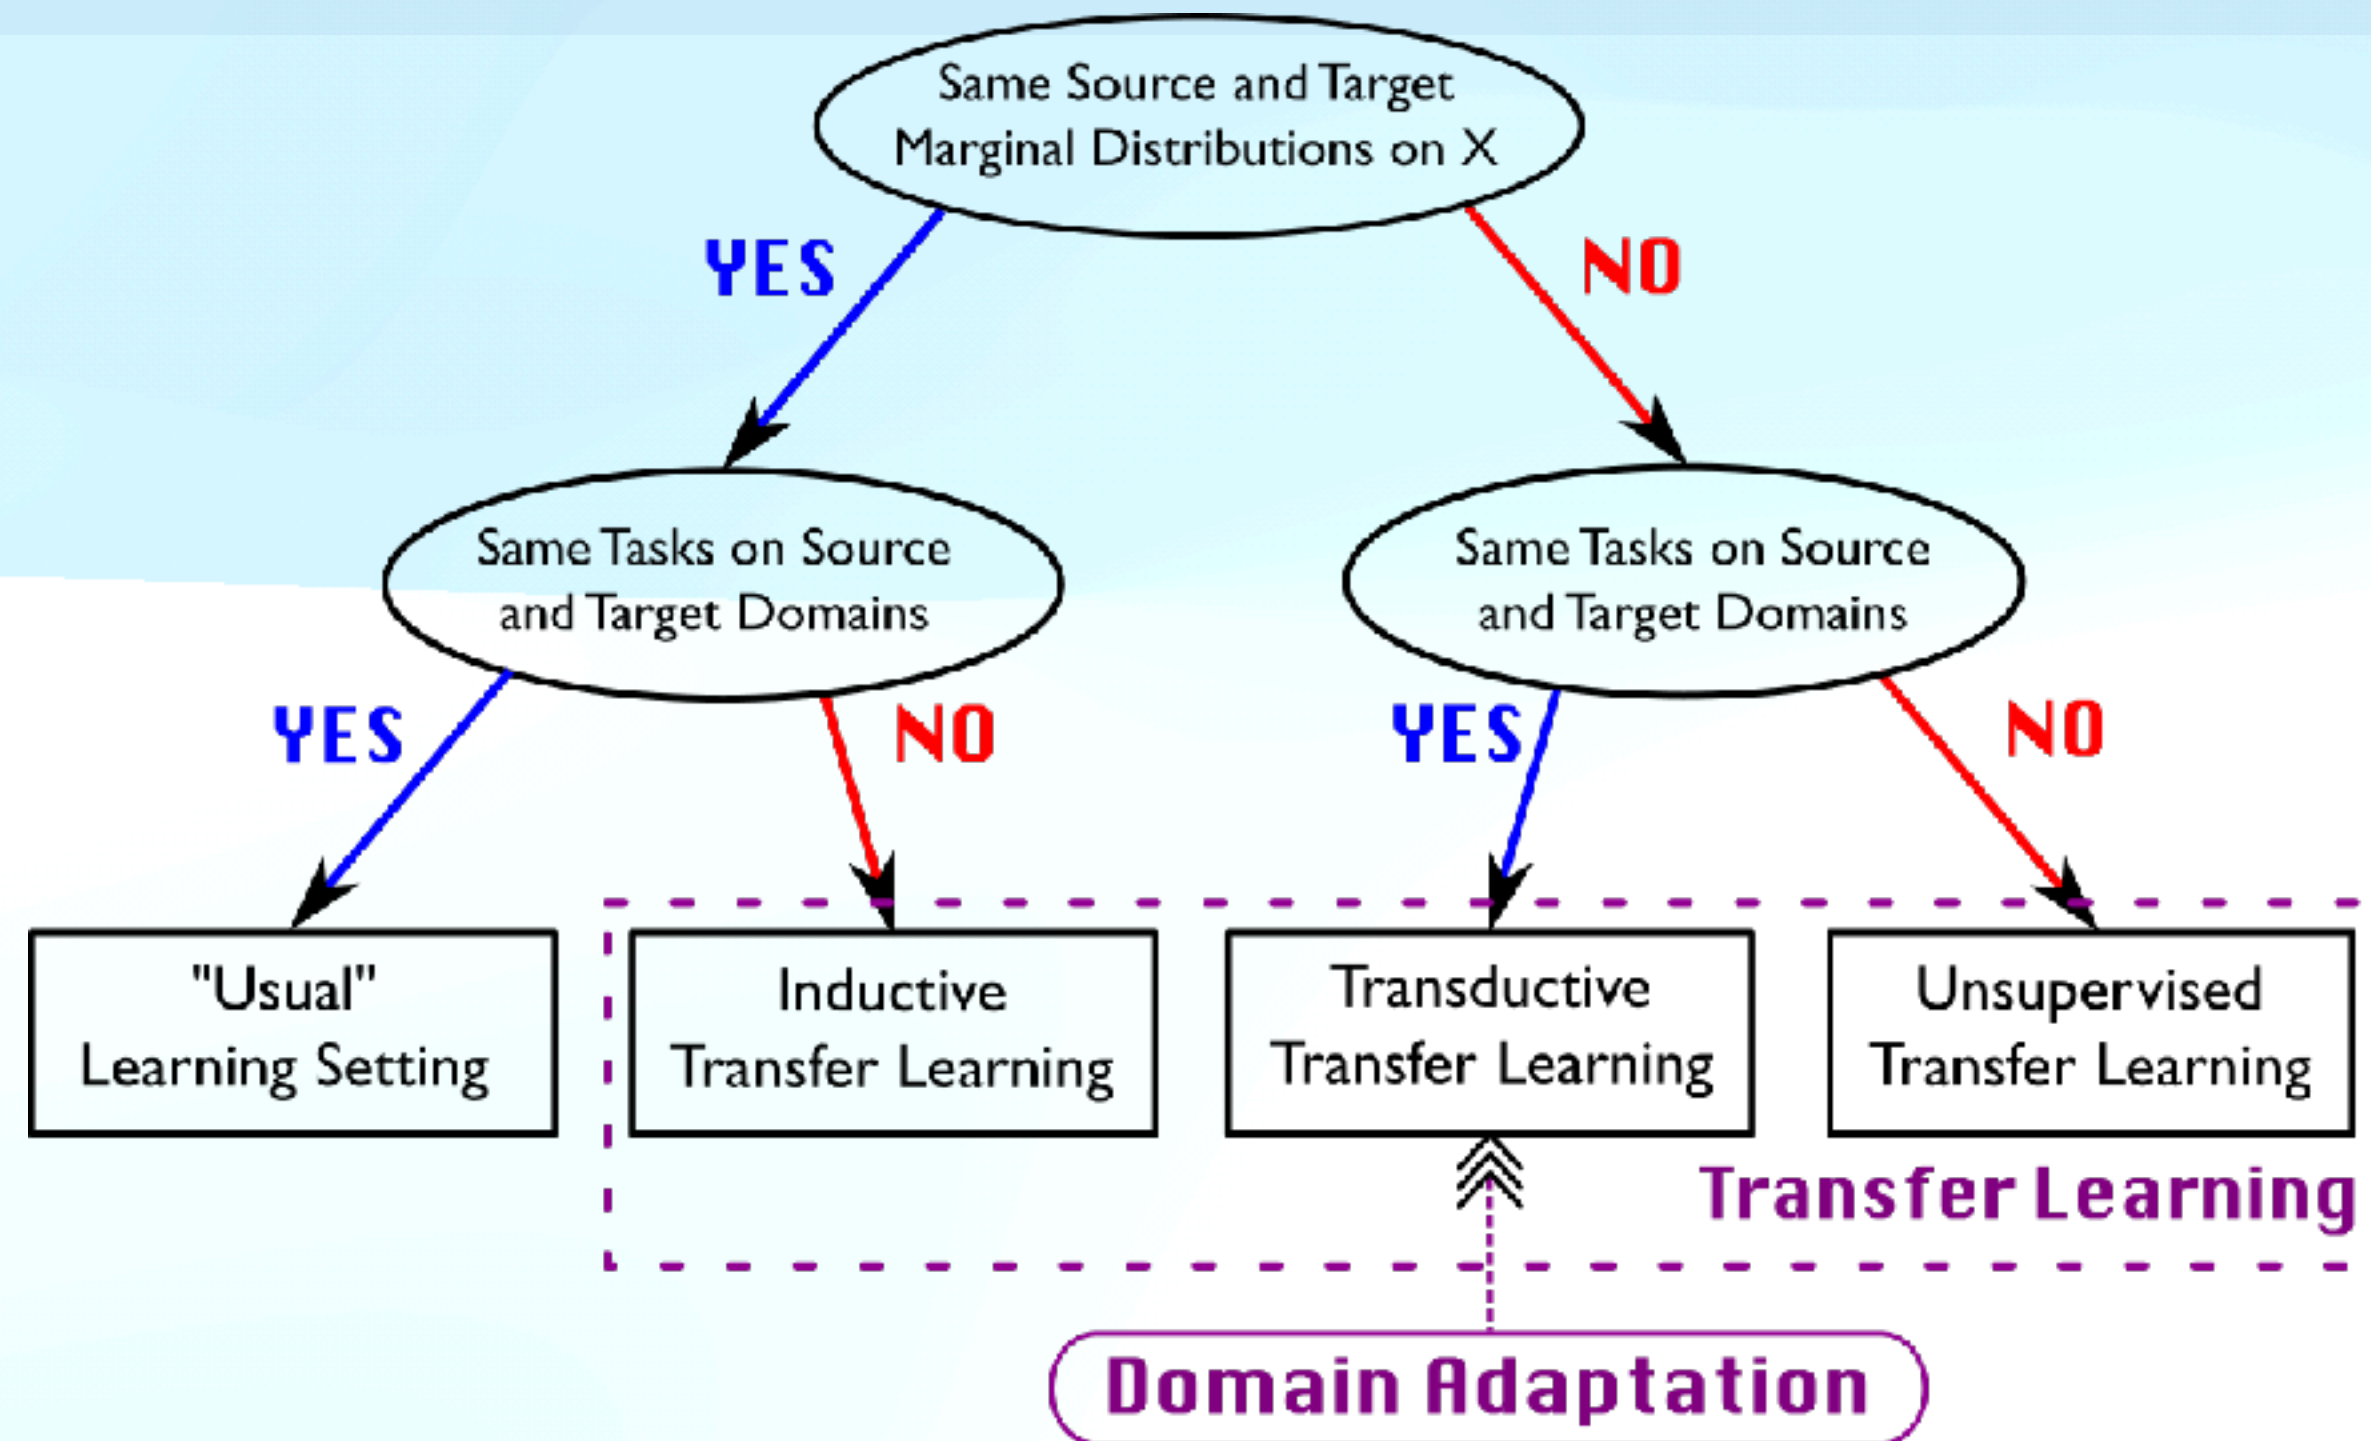 Same Source and Target
Marginal Distributions on X
YES
NO
Same Tasks on Source
and Target Domains
Same Tasks on Source
and Target Domains
YES
NO
YES
NO
"Usual"
Learning Setting
Inductive
Transfer Learning
Transductive
Transfer Learning
Unsupervised
Transfer Learning
Transfer Learning
Domain Adaptation